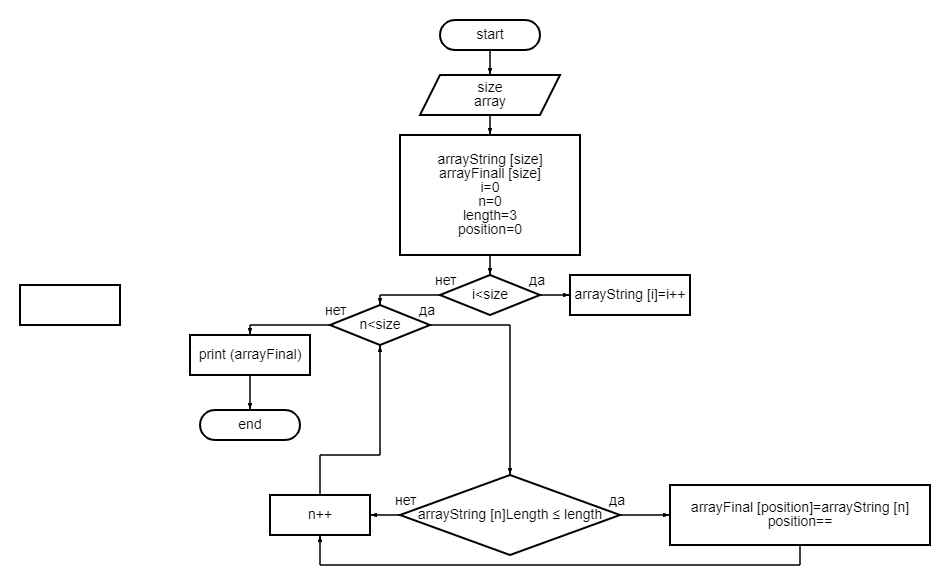 start
size
array
arrayString [size]
arrayFinall [size]
i=0
n=0
length=3
position=0
нет
i<size
да
arrayString [i]=i++
нет
n<size
да
print (arrayFinal)
end
n++
нет
arrayString [n]Length ≤ length
да
arrayFinal [position]=arrayString [n]
position==